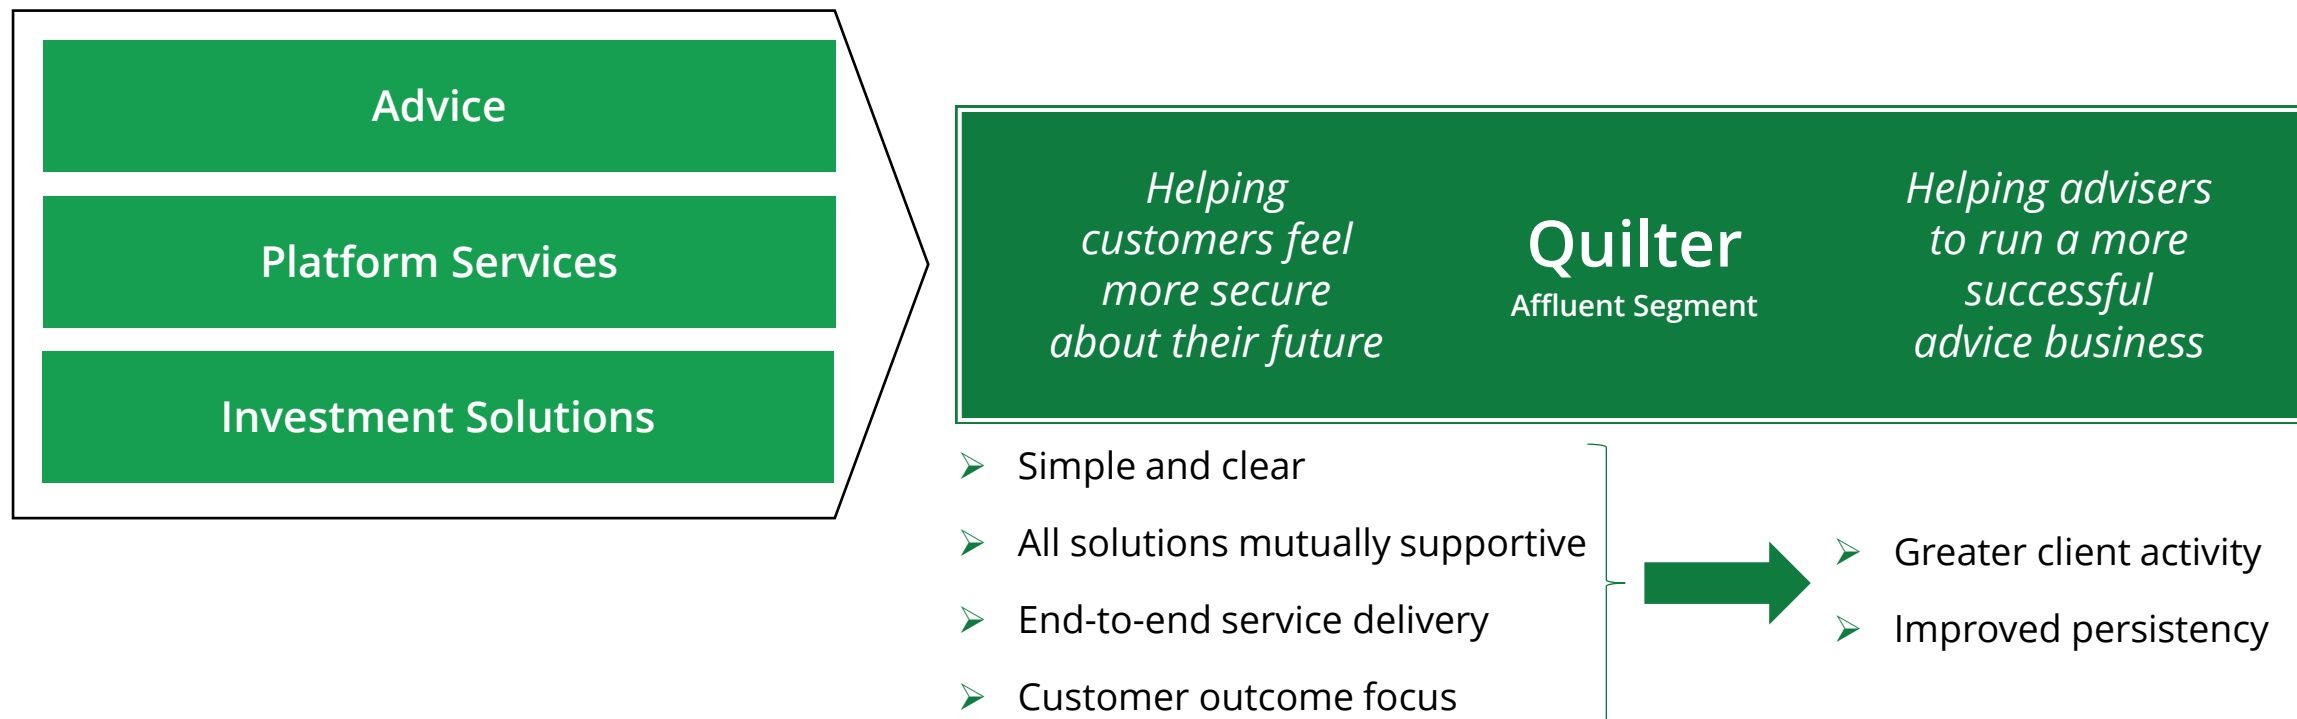 Advice
Platform Services
Investment Solutions
Helping
customers feel
more secure
about their future
Quilter
Affluent Segment
Helping advisers
to run a more
successful
advice business
Simple and clear
All solutions mutually supportive
End-to-end service delivery
Customer outcome focus
Greater client activity
Improved persistency